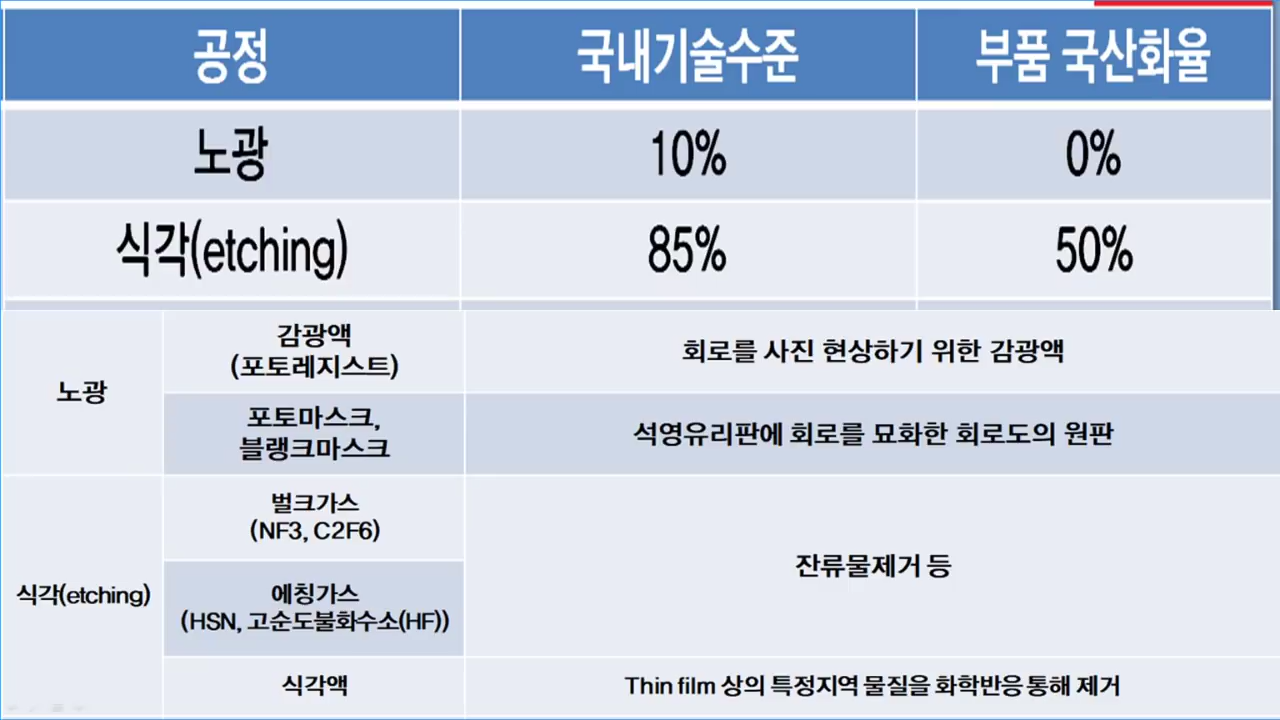 공정 국내기술수준 부품 국산화율
노광 10% 0%
식각(etching) 85% 50%
노광
감광액
(포토레지스트)
회로를 사진 현상하기 위한 감광액
포토마스크,
블랭크마스크
석영유리판에 회로를 묘화한 회로도의 원판
식각(etching)
벌크가스
(NF3, C2F6)
에칭가스
(HSN, 고순도불화수소(HF))
잔류물제거 등
식각액
Thin film 상의 특정지역 물질을 화학반응통해 제거